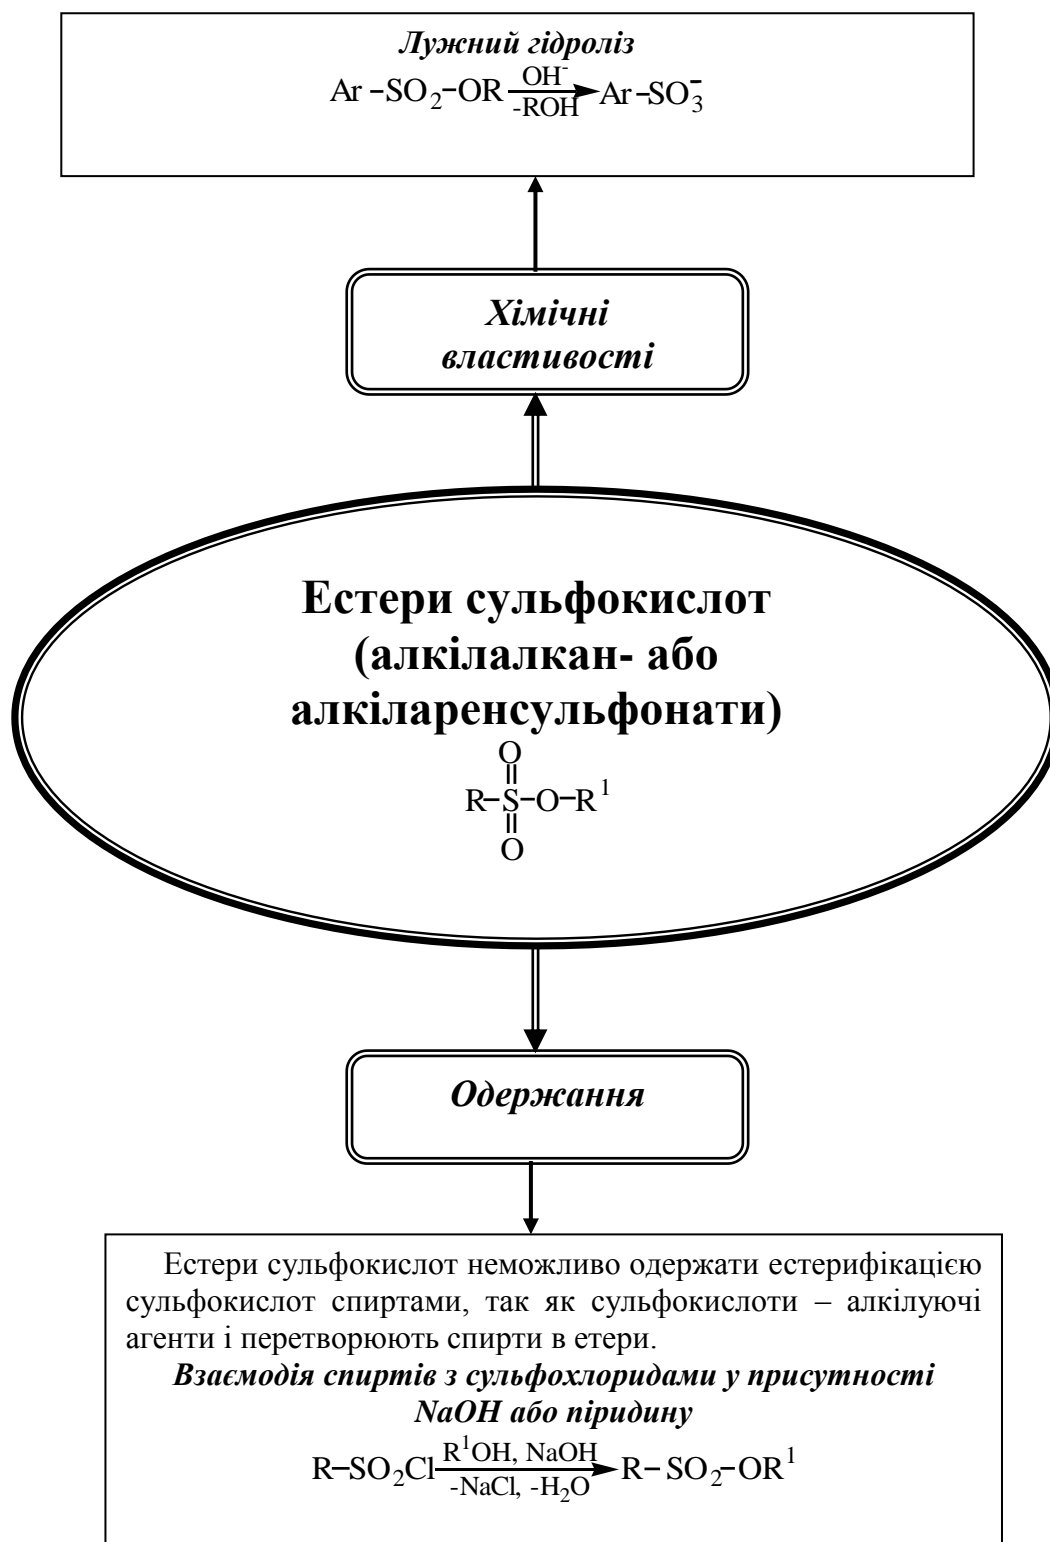 Лужний гідроліз
Ar-SO₂-OR OH⁻ -ROH Ar-SO₃⁻
Хімічні
властивості
Естери сульфокислот
(алкілалкан- або
алкіларенсульфонати)
O
R-S-O-R¹
O
Одержання
Естери сульфокислот неможливо одержати естерифікацією
сульфокислот спиртами, так як сульфокислоти – алкілуючі
агенти і перетворюють спирти в етери.
Взаємодія спиртів з сульфохлоридами у присутності
NaOH або піридину
R-SO₂Cl R¹OH, NaOH -NaCl, -H₂O R-SO₂-OR¹